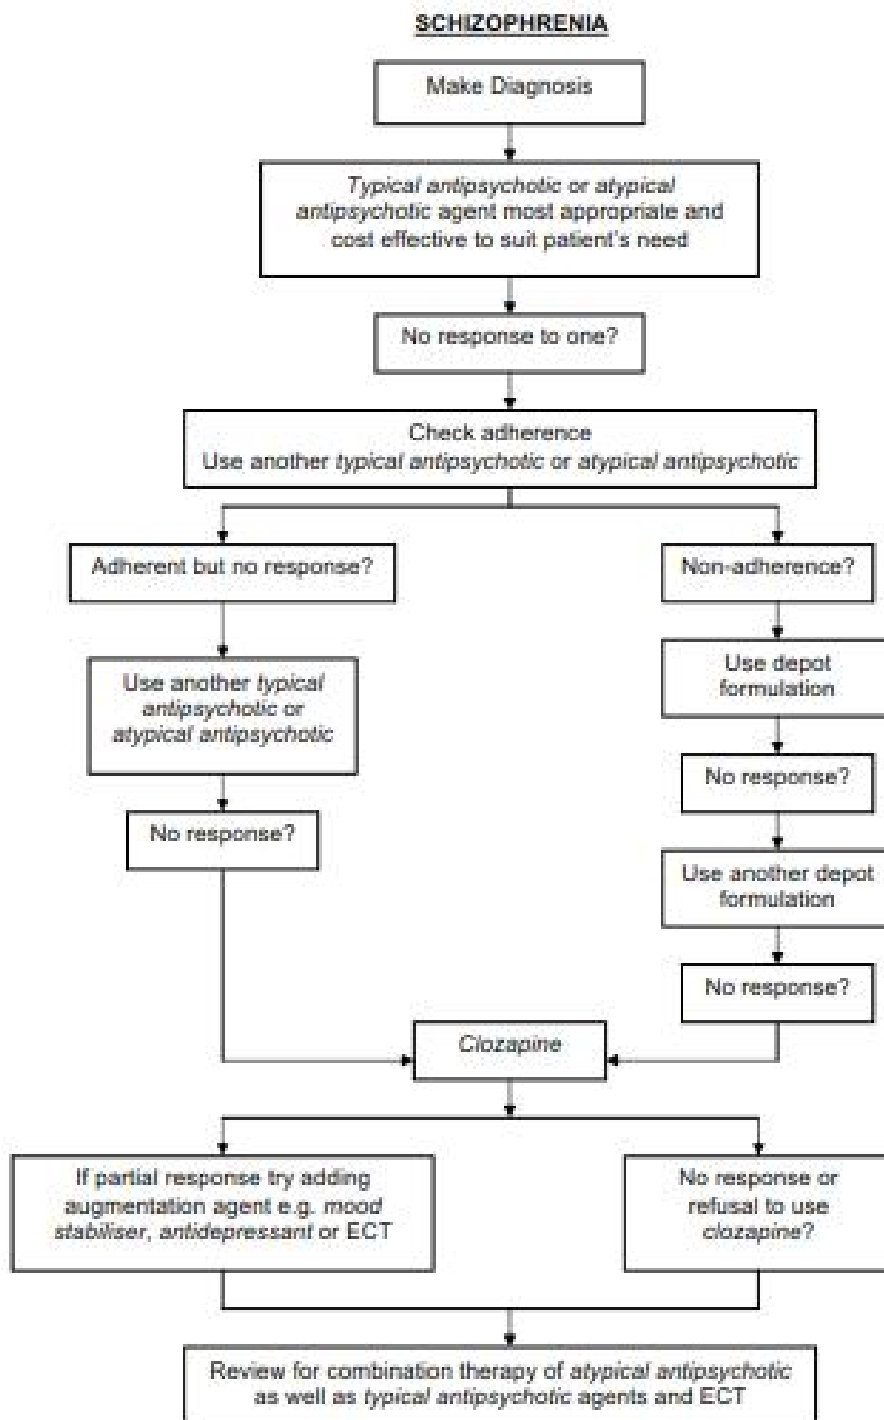 SCHIZOPHRENIA
Make Diagnosis
Typical antipsychotic or atypical
antipsychotic agent most appropriate and
cost effective to suit patient's need
No response to one?
Check adherence
Use another typical antipsychotic or atypical antipsychotic
Adherent but no response?
Use another typical
antipsychotic or
atypical antipsychotic
No response?
Non-adherence?
Use depot
formulation
No response?
Use another depot
formulation
No response?
Clozapine
If partial response try adding
augmentation agent e.g. mood
stabiliser, antidepressant or ECT
No response or
refusal to use
clozapine?
Review for combination therapy of atypical antipsychotic
as well as typical antipsychotic agents and ECT